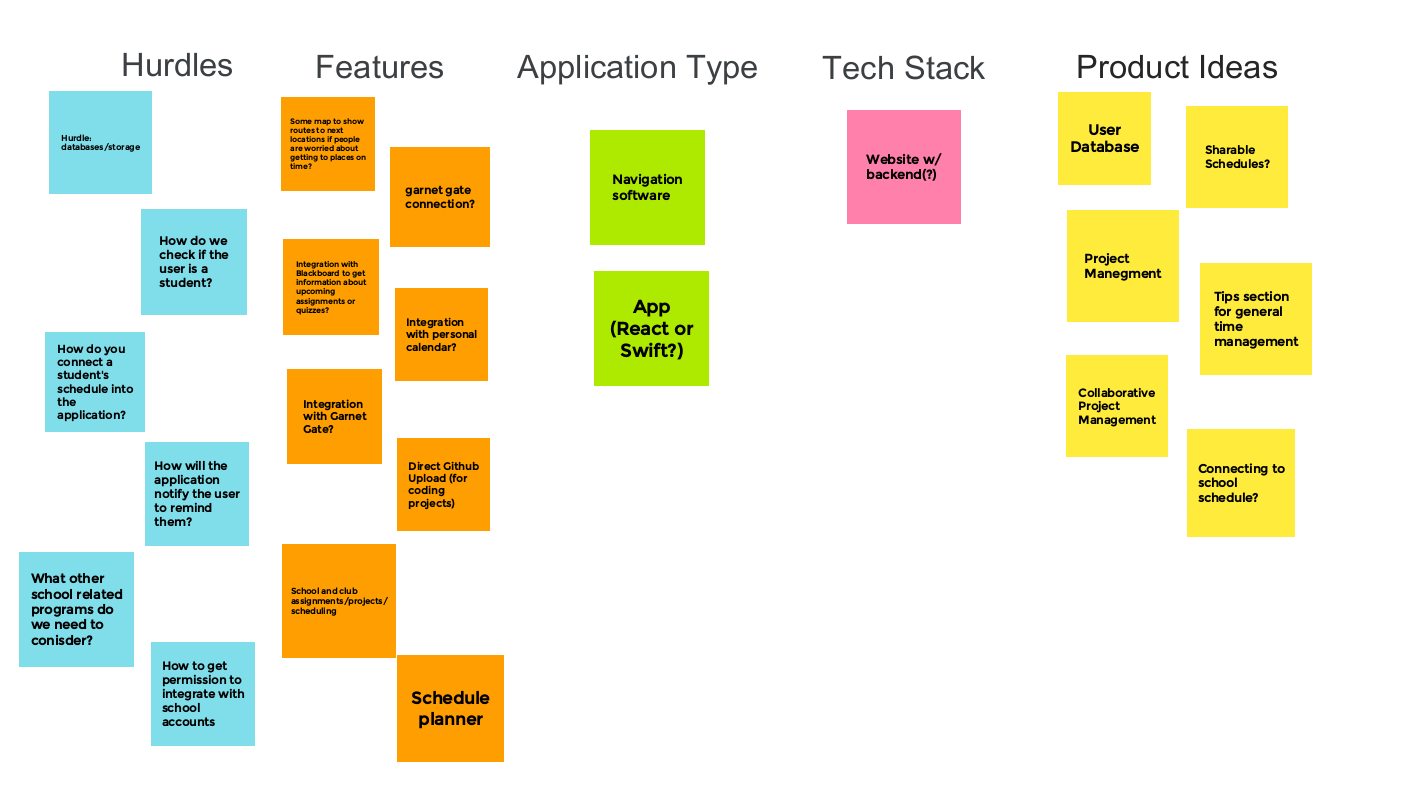 Hurdles
Features
Application Type
Tech Stack
Product Ideas
Hurdle:
databases/storage
How do we
check if the
user is a
student?
How do you
connect a
student's
schedule into
the
application?
How will the
application
notify the user
to remind
them?
What other
school related
programs do
we need to
conisder?
How to get
permission to
integrate with
school
accounts
Some map to show
routes to next
locations if people
are worried about
getting to places on
time?
garnet gate
connection?
Integration with
Blackboard to get
information about
upcoming
assignments or
quizzes?
Integration
with personal
calendar?
Integration
with Garnet
Gate?
Direct Github
Upload (for
coding
projects)
School and club
assignments/projects/
scheduling
Schedule
planner
Navigation
software
App
(React or
Swift?)
Website w/
backend(?)
User
Database
Sharable
Schedules?
Project
Manegment
Tips section
for general
time
management
Collaborative
Project
Management
Connecting to
school
schedule?